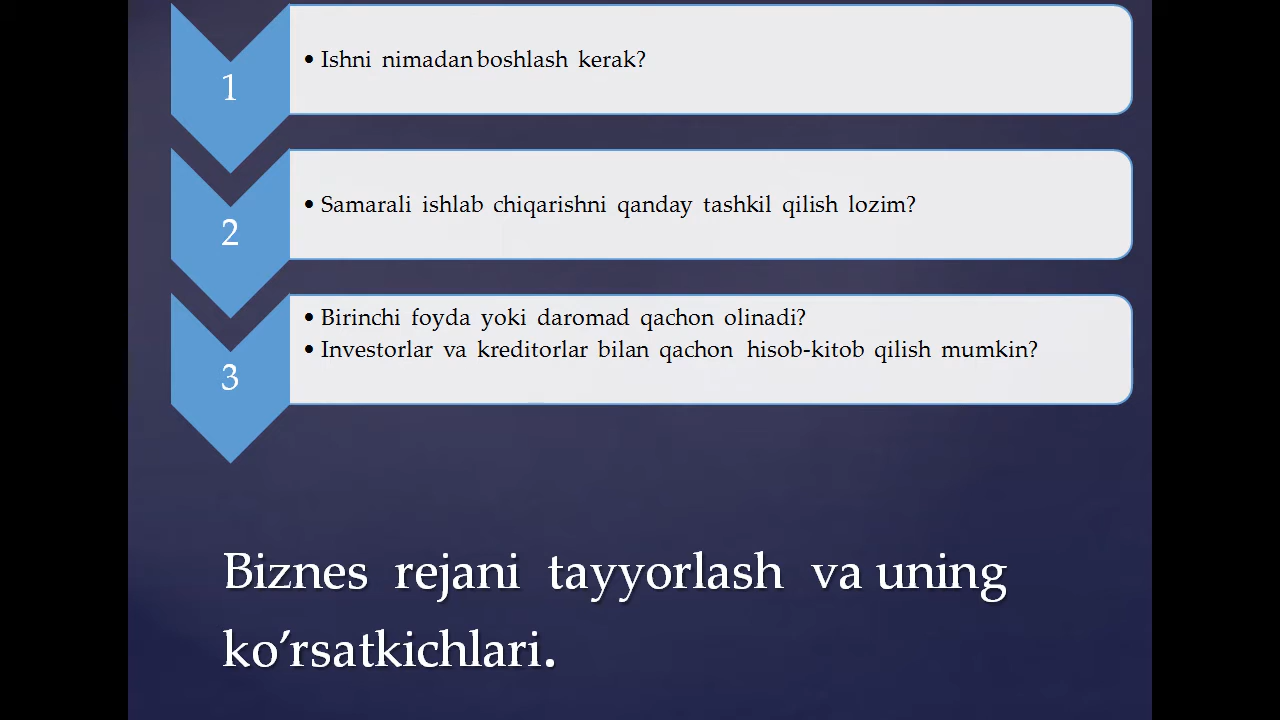 1
• Ishni nimadan boshlash kerak?
2
• Samarali ishlab chiqarishni qanday tashkil qilish lozim?
3
• Birinchi foyda yoki daromad qachon olinadi?
• Investorlar va kreditorlar bilan qachon hisob-kitob qilish mumkin?
Biznes rejani tayyorlash va uning
ko’rsatkichlari.